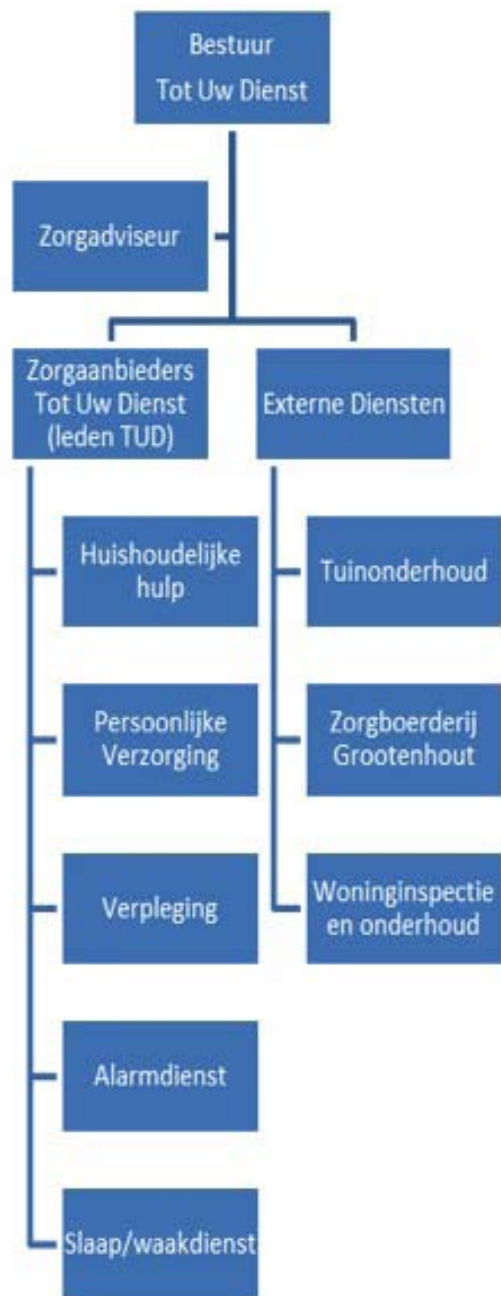 Bestuur
Tot Uw Dienst
Zorgadviseur
Zorgaanbieders
Tot Uw Dienst
(leden TUD)
Externe Diensten
Huishoudelijke
hulp
Persoonlijke
Verzorging
Verpleging
Alarmdienst
Slaap/waakdienst
Tuinonderhoud
Zorgboerderij
Grootenhout
Woninginspectie
en onderhoud